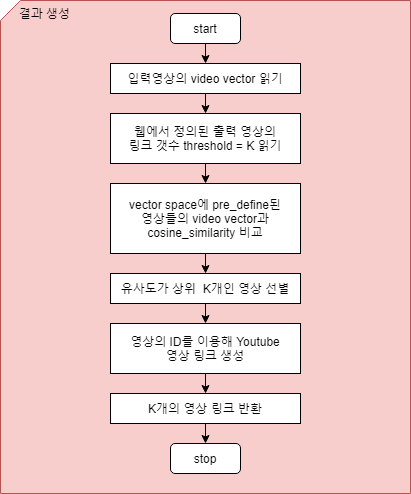 결과 생성
start
입력영상의 video vector 읽기
웹에서 정의된 출력 영상의
링크 갯수 threshold = K 읽기
vector space에 pre_define된
영상들의 video vector과
cosine_similarity 비교
유사도가 상위 K개인 영상 선별
영상의 ID를 이용해 Youtube
영상 링크 생성
K개의 영상 링크 반환
stop